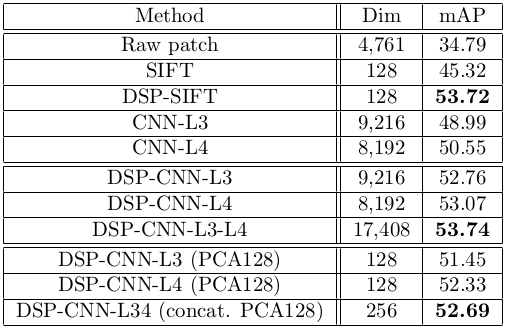 Method Dim mAP
Raw patch 4,761 34.79
SIFT 128 45.32
DSP-SIFT 128 53.72
CNN-L3 9,216 48.99
CNN-L4 8,192 50.55
DSP-CNN-L3 9,216 52.76
DSP-CNN-L4 8,192 53.07
DSP-CNN-L3-L4 17,408 53.74
DSP-CNN-L3 (PCA128) 128 51.45
DSP-CNN-L4 (PCA128) 128 52.33
DSP-CNN-L34 (concat. PCA128) 256 52.69